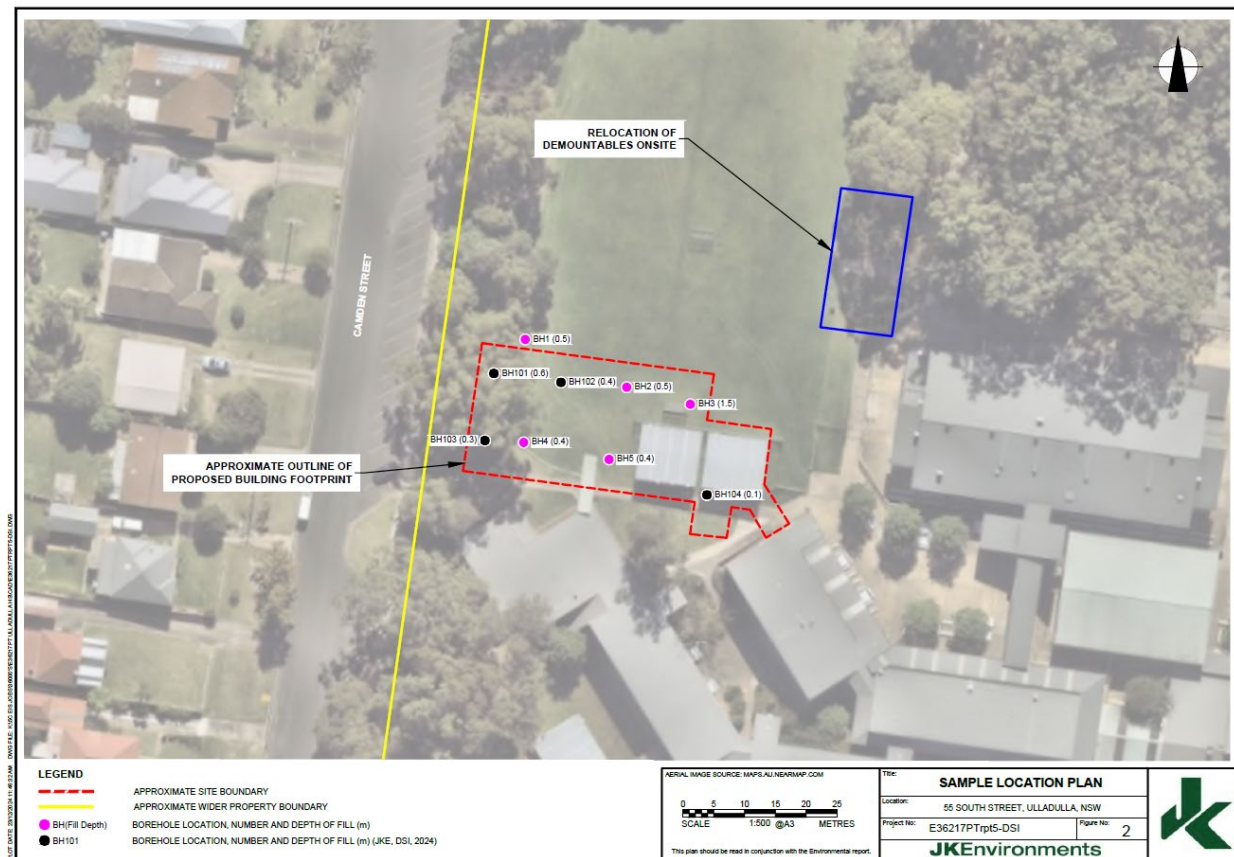 RELOCATION OF
DEMOUNTABLES ONSITE
CAMDEN STREET
BH1 (0.5)
BH101 (0.6)
BH102 (0.4)
BH2 (0.5)
BH3 (1.5)
BH103 (0.3)
BH4 (0.4)
BH5 (0.4)
BH104 (0.1)
APPROXIMATE OUTLINE OF
PROPOSED BUILDING FOOTPRINT
LEGEND
APPROXIMATE SITE BOUNDARY
APPROXIMATE WIDER PROPERTY BOUNDARY
BH(Fill Depth) BOREHOLE LOCATION, NUMBER AND DEPTH OF FILL (m)
BH101 BOREHOLE LOCATION, NUMBER AND DEPTH OF FILL (m) (JKE, DSI, 2024)
AERIAL IMAGE SOURCE: MAPS.AU.NEARMAP.COM
0 5 10 15 20 25
SCALE 1:500 @A3 METRES
This plan should be read in conjunction with the Environmental report.
Title: SAMPLE LOCATION PLAN
Location: 55 SOUTH STREET, ULLADULLA, NSW
Project No: E36217PTrpt5-DSI
Figure No: 2
JKEnvironments
JK